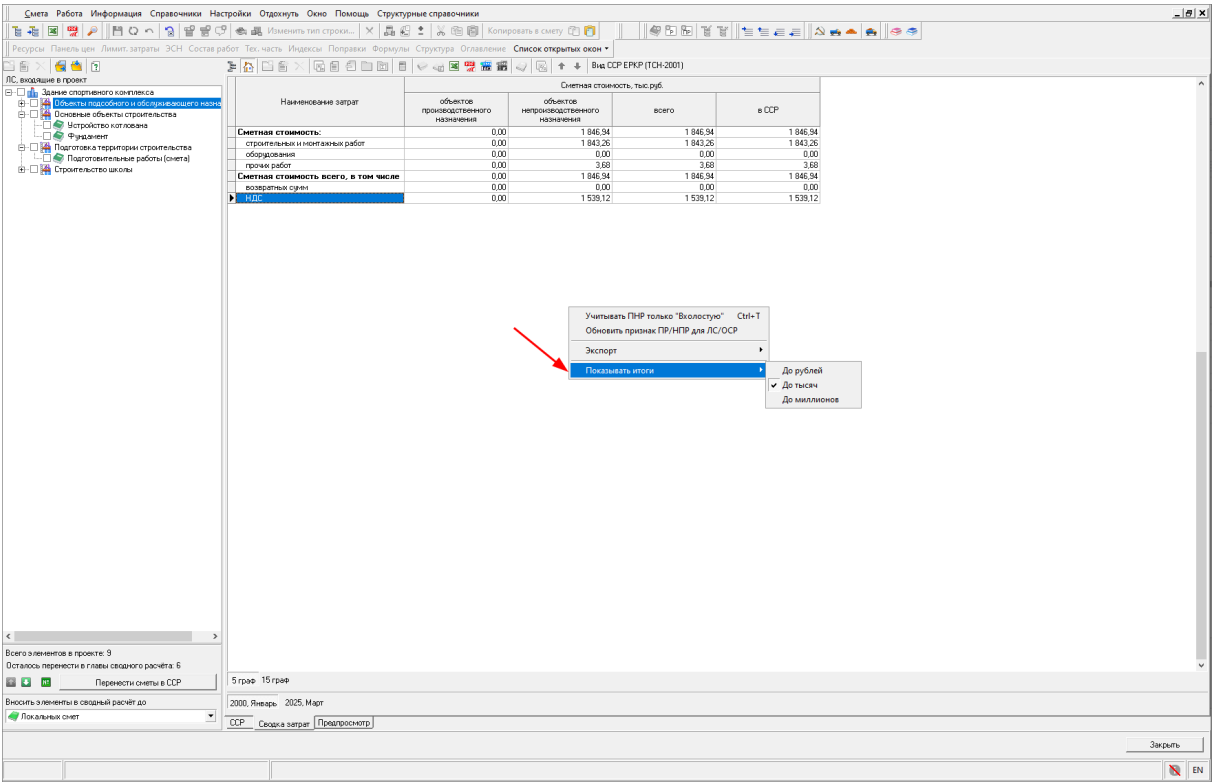 Смета Работа Информация Справочники Настройки Отдохнуть Окно Помощь Структурные справочники
Изменить тип строки... Копировать в смету
Ресурсы Панель цен Лимит. затраты ЭСН Состав работ Тех. часть Индексы Поправки Формулы Структура Оглавление Список открытых окон
Вид ССР ЕРКР (ТСН-2001)
ЛС, входящие в проект
Здание спортивного комплекса
Объекты подсобного и обслуживающего назна
Основные объекты строительства
Устройство котлована
Фундамент
Подготовка территории строительства
Подготовительные работы (смета)
Строительство школы
Наименование затрат
Сметная стоимость, тыс.руб.
объектов производственного назначения
объектов непроизводственного назначения
всего
ССР
Сметная стоимость: 0,00 1 846,94 1 846,94 1 846,94
строительных и монтажных работ 0,00 1 843,26 1 843,26 1 843,26
оборудования 0,00 0,00 0,00 0,00
прочих работ 0,00 3,68 3,68 3,68
Сметная стоимость всего, в том числе 0,00 1 846,94 1 846,94 1 846,94
возвратных сумм 0,00 0,00 0,00 0,00
НДС 0,00 1 539,12 1 539,12 1 539,12
Учитывать ПНР только "Вхолостую" Ctrl+T
Обновить признак ПР/НПР для ЛС/ОСР
Экспорт
Показывать итоги
До рублей
До тысяч
До миллионов
Всего элементов в проекте: 9
Осталось перенести в главы сводного расчёта: 6
Перенести сметы в ССР
Вносить элементы в сводный расчёт до
Локальных смет
5 граф 15 граф
2000, Январь 2025, Март
ССР Сводка затрат Предпросмотр
Закрыть
EN